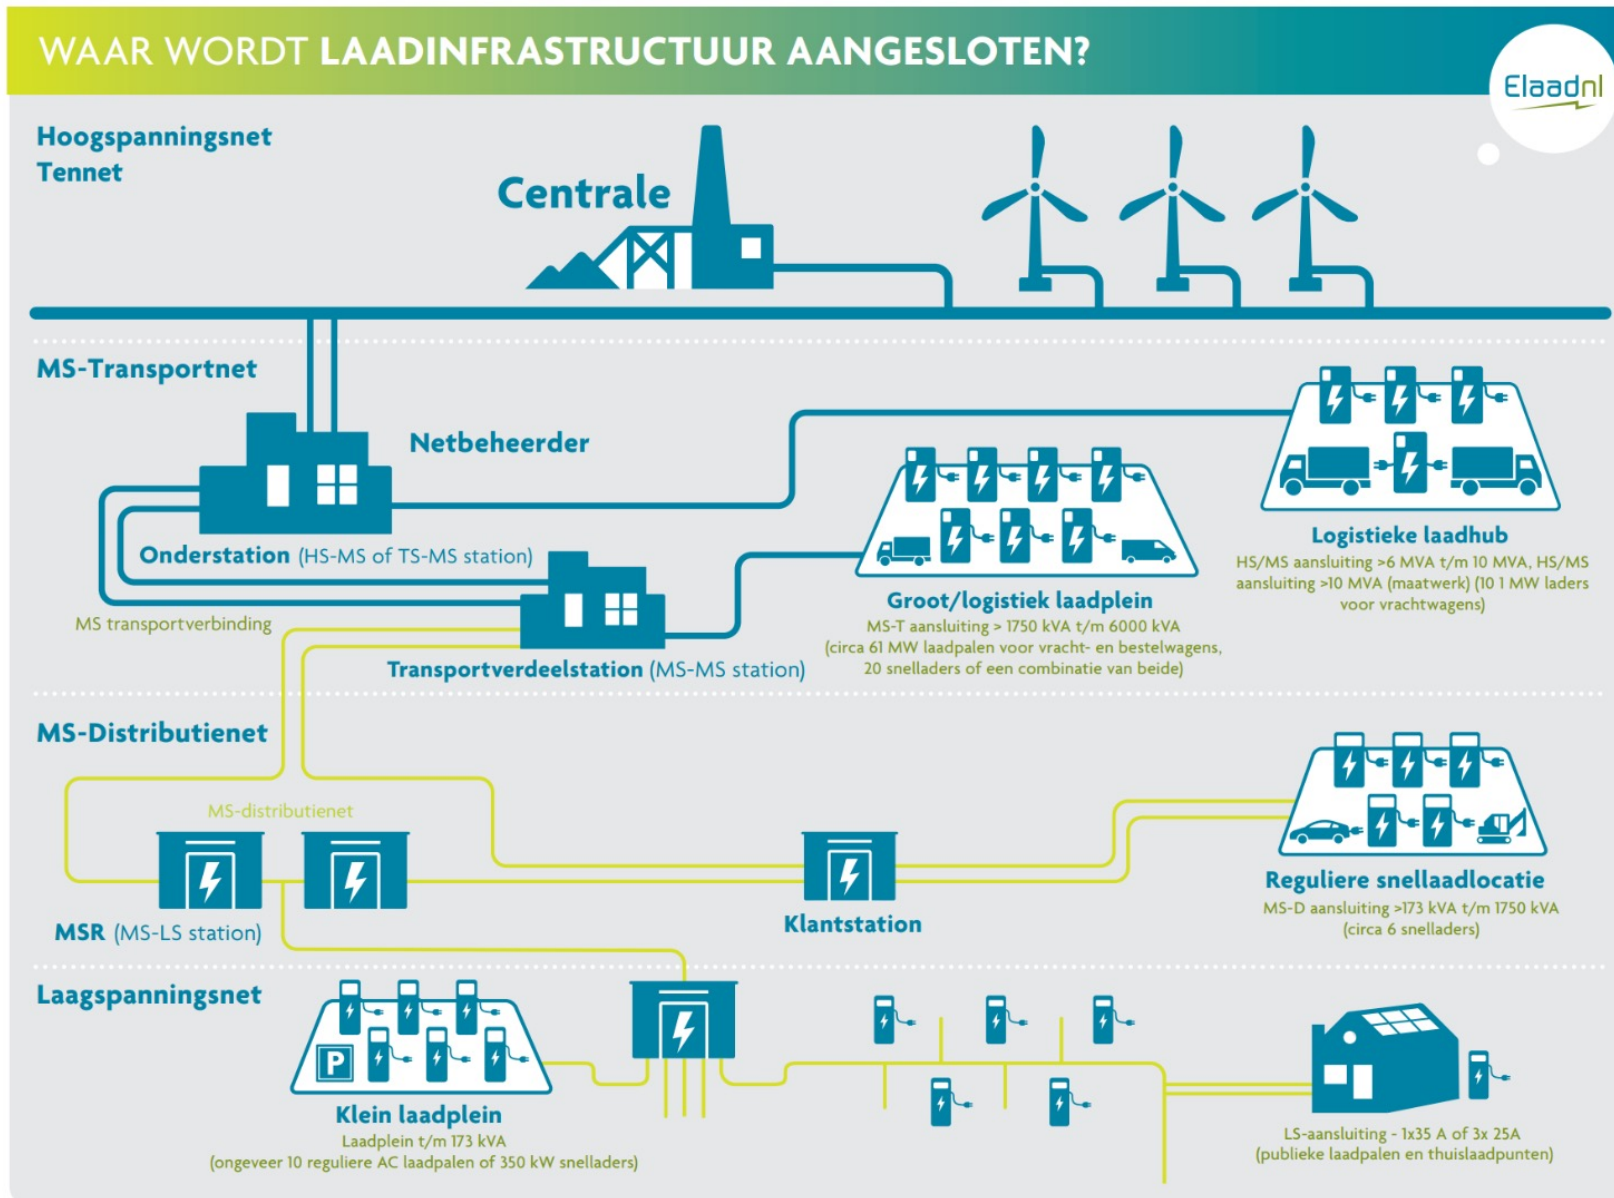 WAAR WORDT LAADINFRASTRUCTUUR AANGESLOTEN?
Elaadnl
Hoogspanningsnet
Tennet
Centrale
MS-Transportnet
Netbeheerder
Onderstation (HS-MS of TS-MS station)
MS transportverbinding
Transportverdeelstation (MS-MS station)
Groot/logistiek laadplein
MS-T aansluiting > 1750 kVA t/m 6000 kVA
(circa 61 MW laadpalen voor vracht- en bestelwagens,
20 snelladers of een combinatie van beide)
Logistieke laadhub
HS/MS aansluiting >6 MVA t/m 10 MVA, HS/MS
aansluiting >10 MVA (maatwerk) (10 1 MW laders
voor vrachtwagens)
MS-Distributienet
MS-distributienet
MSR (MS-LS station)
Klantstation
Reguliere snellaadlocatie
MS-D aansluiting >173 kVA t/m 1750 kVA
(circa 6 snelladers)
Laagspanningsnet
P
Klein laadplein
Laadplein t/m 173 kVA
(ongeveer 10 reguliere AC laadpalen of 350 kW snelladers)
LS-aansluiting - 1x35 A of 3x 25A
(publieke laadpalen en thuislaadpunten)